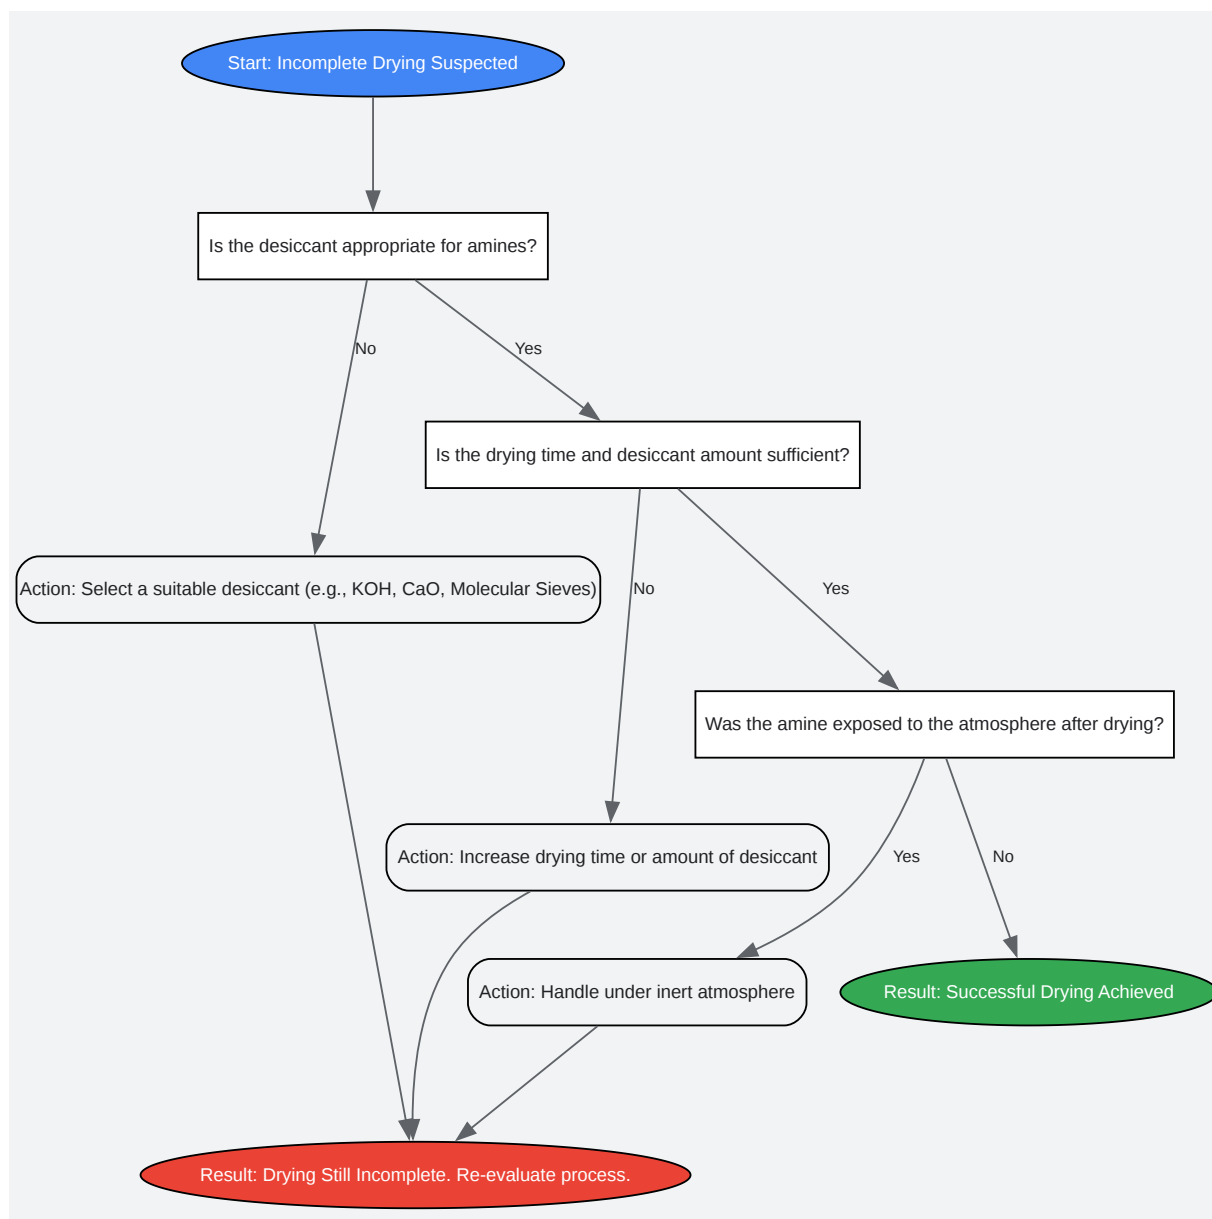 Start: Incomplete Drying Suspected
Is the desiccant appropriate for amines?
No
Yes
Is the drying time and desiccant amount sufficient?
Action: Select a suitable desiccant (e.g., KOH, CaO, Molecular Sieves)
No
Yes
Was the amine exposed to the atmosphere after drying?
Action: Increase drying time or amount of desiccant
Yes
No
Action: Handle under inert atmosphere
Result: Successful Drying Achieved
Result: Drying Still Incomplete. Re-evaluate process.